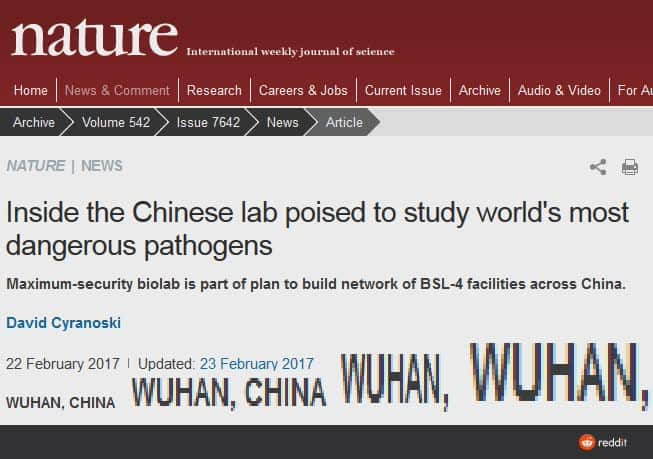 nature International weekly journal of science
Home News & Comment Research Careers & Jobs Current Issue Archive Audio & Video For Au
Archive Volume 542 Issue 7642 News Article
NATURE | NEWS
Inside the Chinese lab poised to study world's most
dangerous pathogens
Maximum-security biolab is part of plan to build network of BSL-4 facilities across China.
David Cyranoski
22 February 2017 | Updated: 23 February 2017
WUHAN, CHINA WUHAN, CHINA WUHAN, WUHAN,
reddit